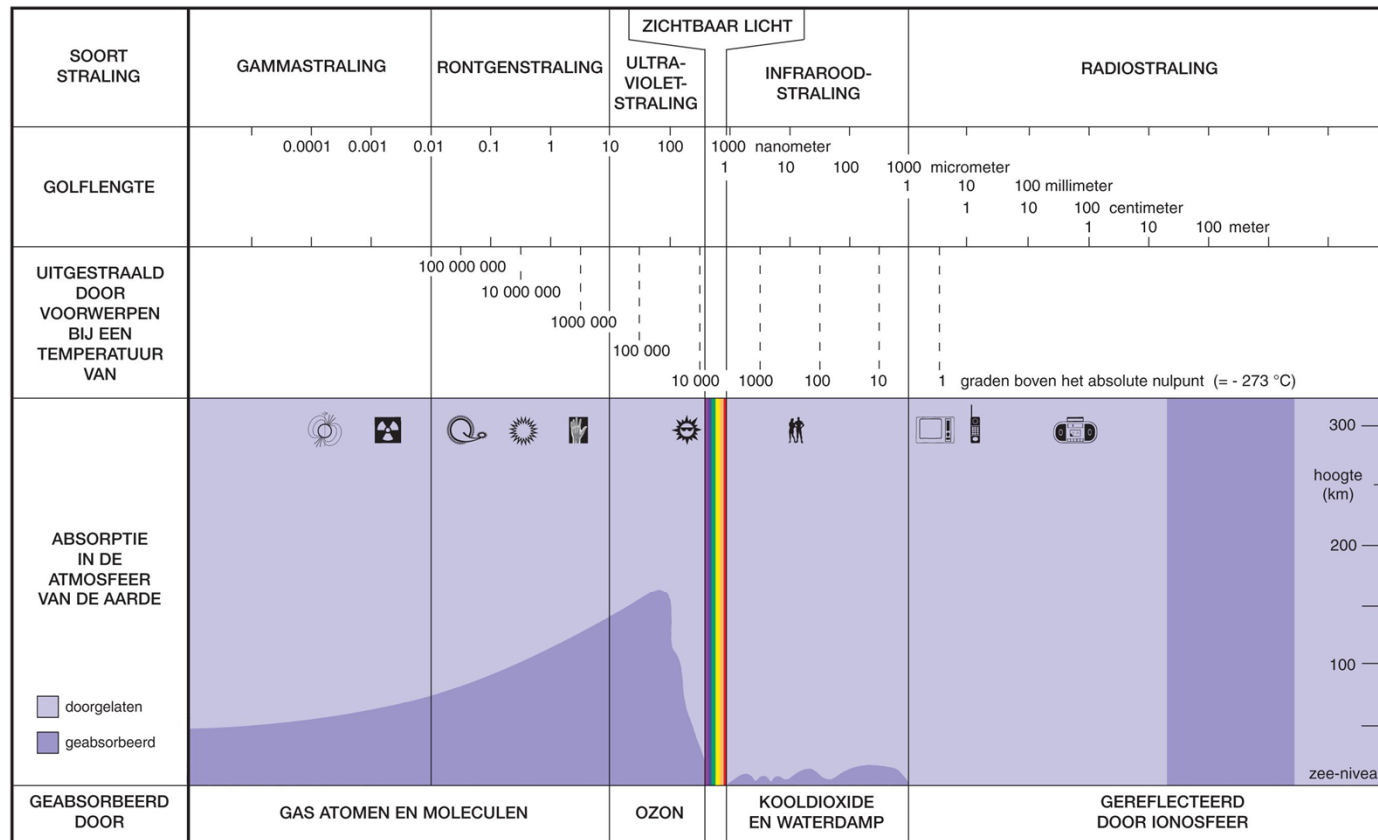 SOORT
STRALING
GAMMASTRALING
RONTGENSTRALING
ULTRA-
VIOLET-
STRALING
ZICHTBAAR LICHT
INFRAROOD-
STRALING
RADIOSTRALING
GOLFLENGTE
0.0001 0.001 0.01 0.1 1 10 100 1000 nanometer
1 10 100 1000 micrometer
1 10 100 millimeter
1 10 100 centimeter
1 10 100 meter
UITGESTRAALD
DOOR
VOORWERPEN
BIJ EEN
TEMPERATUUR
VAN
100 000 000
10 000 000
1000 000
100 000
10 000 1000 100 10 1 graden boven het absolute nulpunt (= - 273 °C)
ABSORPTIE
IN DE
ATMOSFEER
VAN DE AARDE
doorgelaten
geabsorbeerd
300
hoogte
(km)
200
100
zee-nivea
GEABSORBEERD
DOOR
GAS ATOMEN EN MOLECULEN
OZON
KOOLDIOXIDE
EN WATERDAMP
GEREFLECTEERD
DOOR IONOSFEER